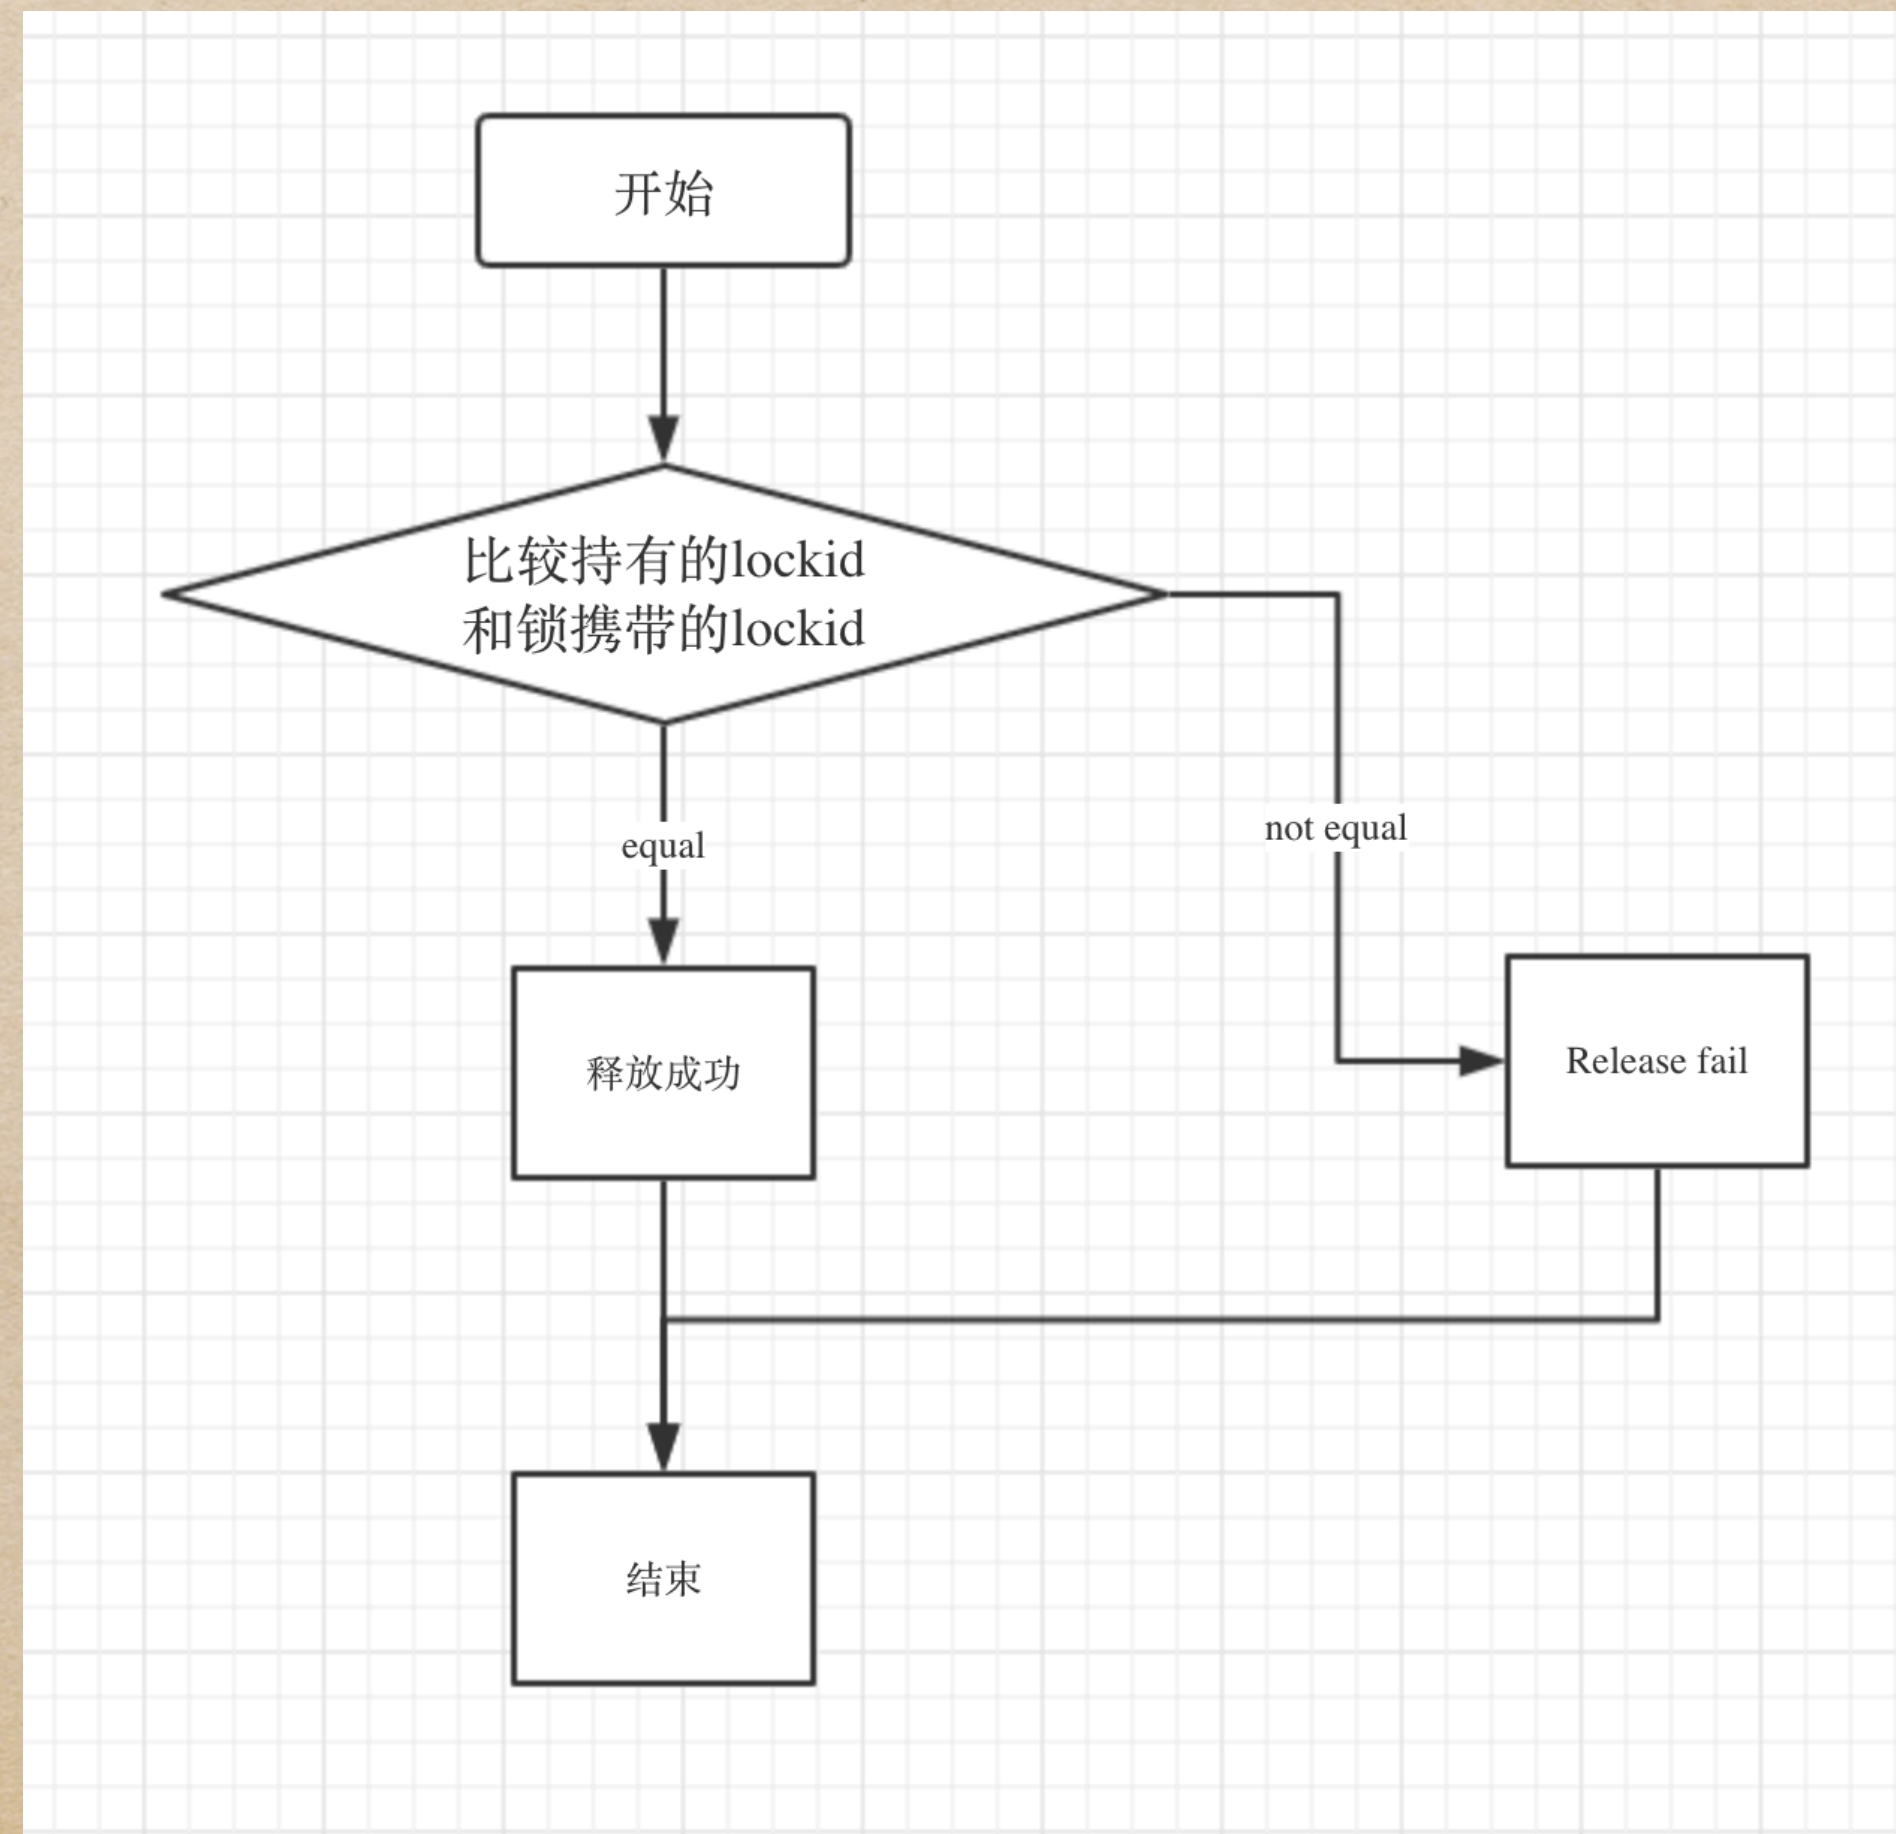 开始
比较持有的lockid
和锁携带的lockid
not equal
equal
Release fail
释放成功
结束